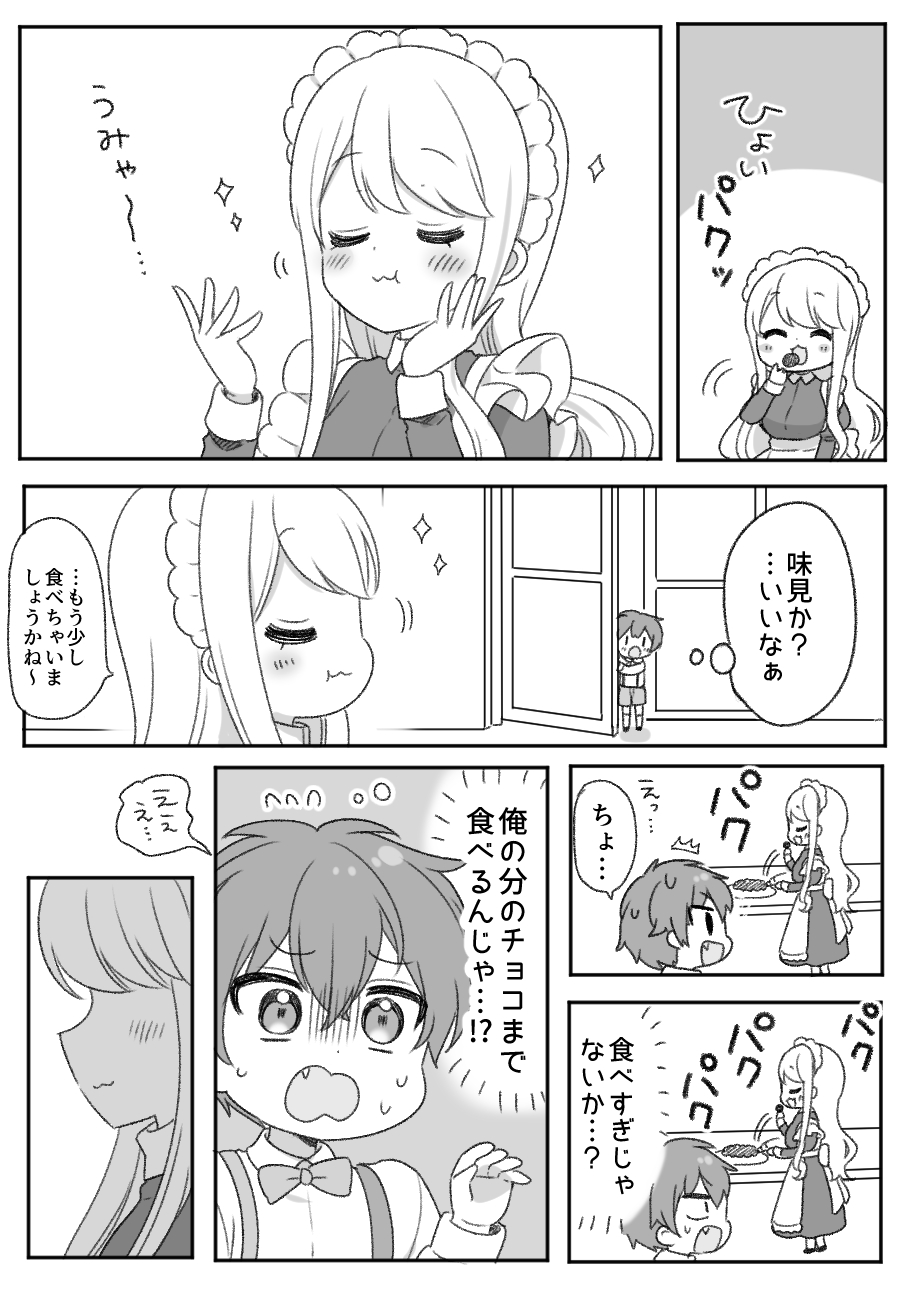 ひょい
パクッ
うみゃ〜…
味見か?
…いいなぁ
…もう少し
食べちゃいま
しょうかね〜
パク
えっ…
ちょ…
パク
パク
パク
食べすぎじゃ
ないか…?
俺の分のチョコまで
食べるんじゃ…!?
ええ
え…